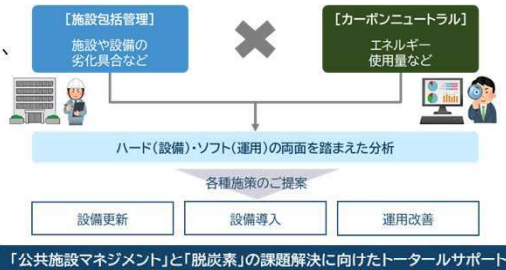 [施設包括管理]
施設や設備の
劣化具合など
[カーボンニュートラル]
エネルギー
使用量など
、
ハード(設備)・ソフト(運用)の両面を踏まえた分析
各種施策のご提案
設備更新
設備導入
運用改善
「公共施設マネジメント」と「脱炭素」の課題解決に向けたトータルサポート